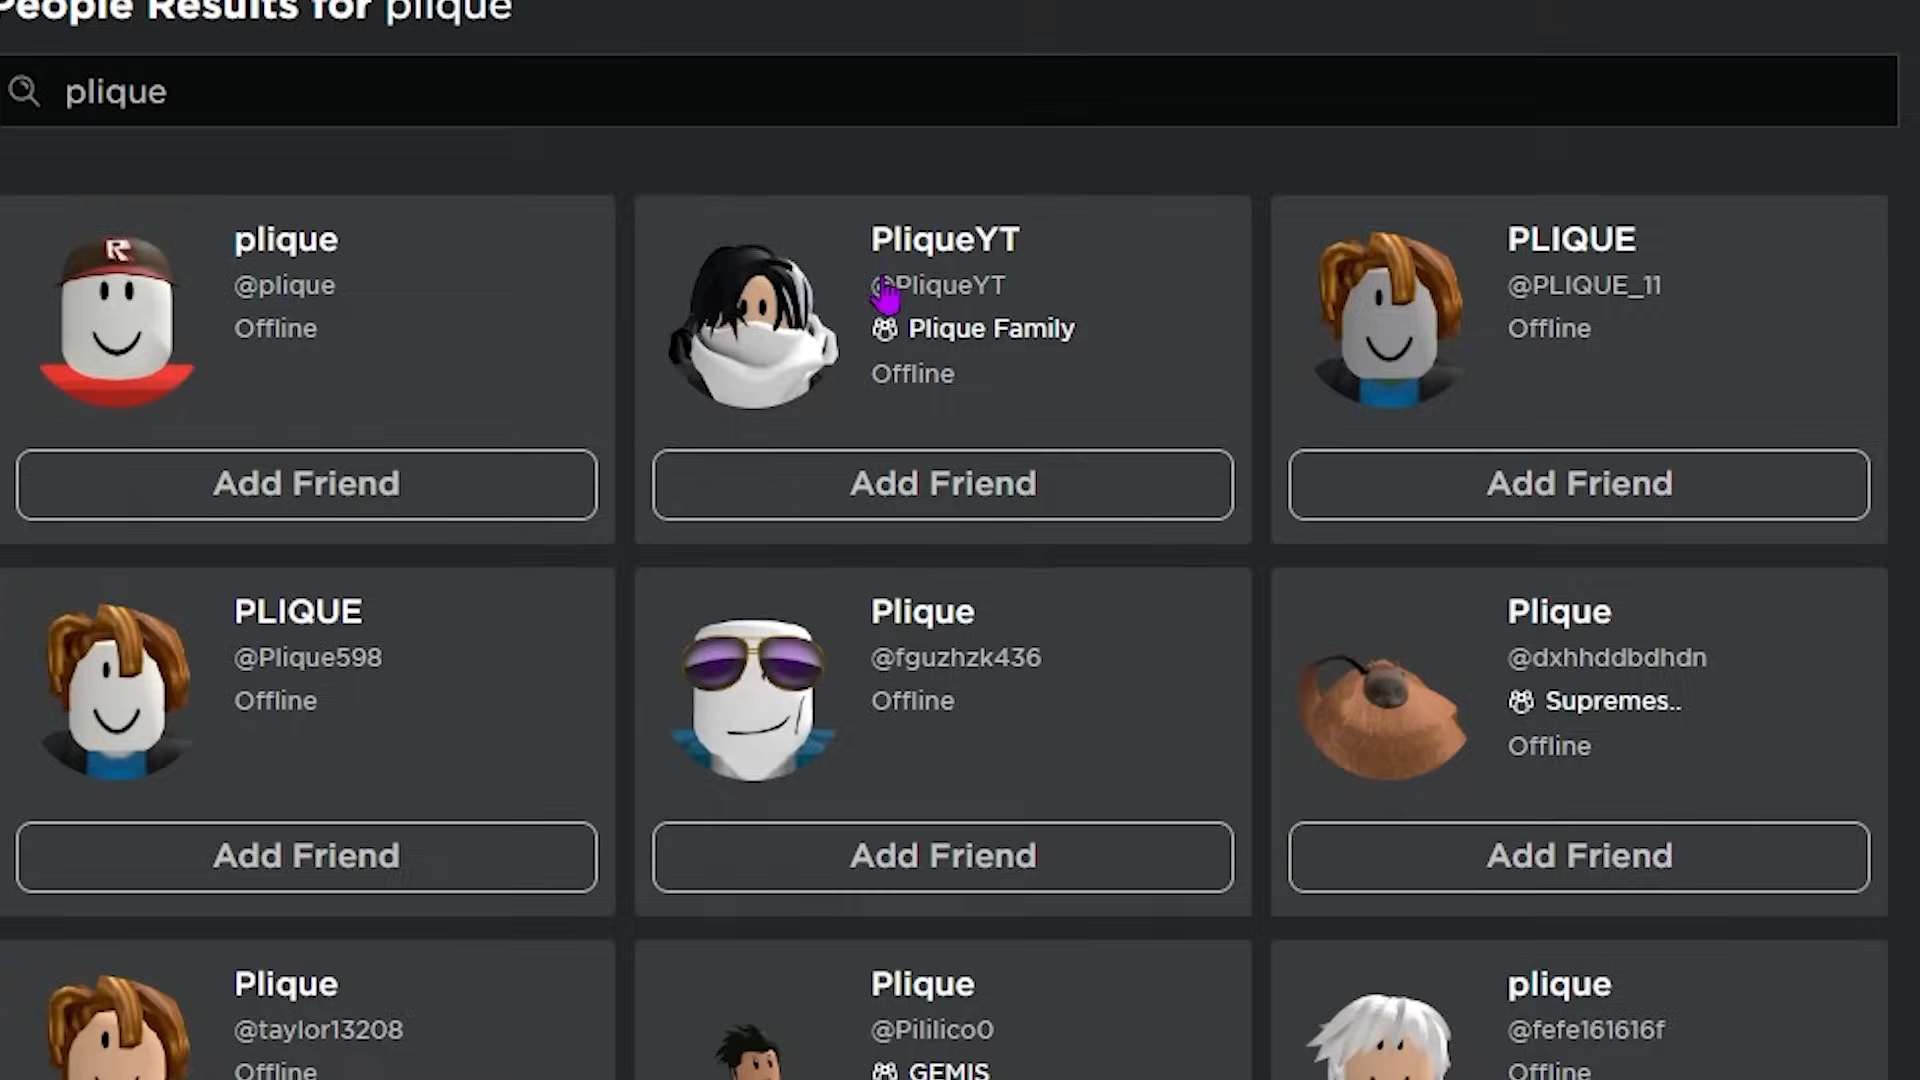 People Results for plique
plique
plique
@plique
Offline
Add Friend
PliqueYT
@PliqueYT
Plique Family
Offline
Add Friend
PLIQUE
@PLIQUE_11
Offline
Add Friend
PLIQUE
@Plique598
Offline
Add Friend
Plique
@fguzhzk436
Offline
Add Friend
Plique
@dxhhddbdhdn
Supremes..
Offline
Add Friend
Plique
@taylor13208
Offline
Plique
@Pililico0
GEMIS
plique
@fefe161616f
Offline